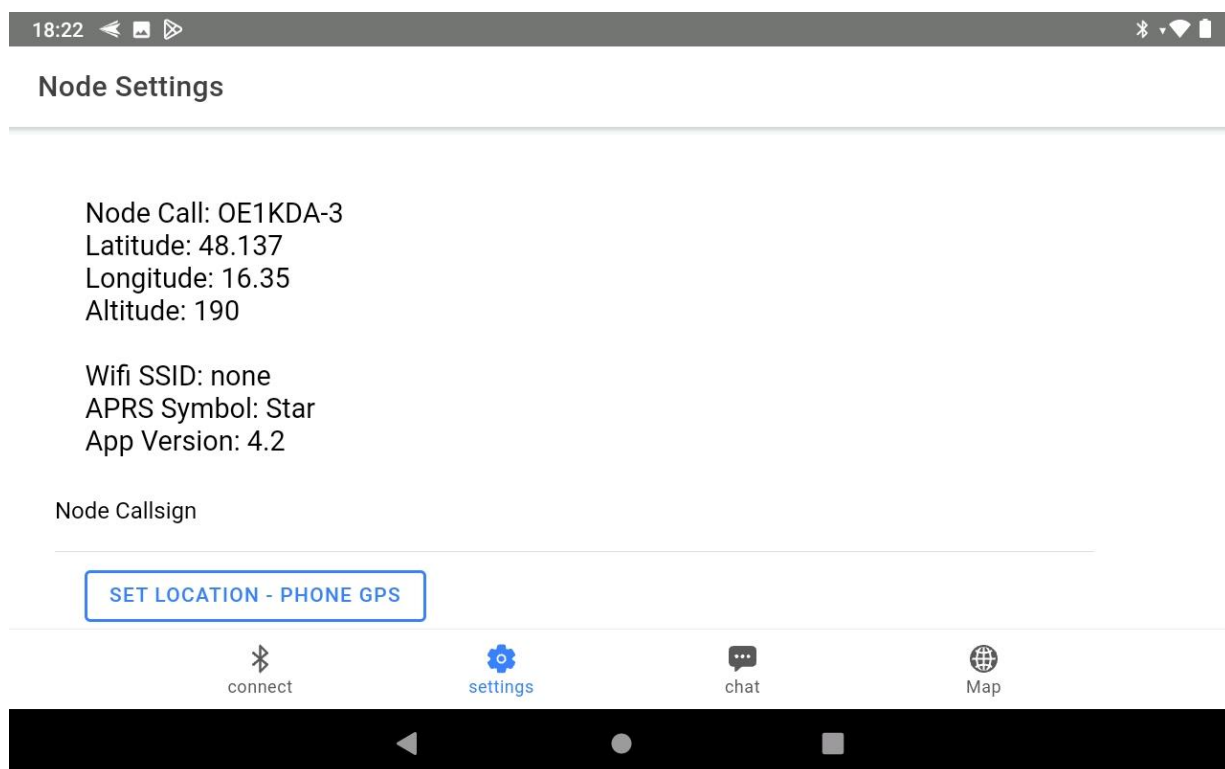 18:22
Node Settings
Node Call: OE1KDA-3
Latitude: 48.137
Longitude: 16.35
Altitude: 190
Wifi SSID: none
APRS Symbol: Star
App Version: 4.2
Node Callsign
SET LOCATION - PHONE GPS
connect settings chat Map